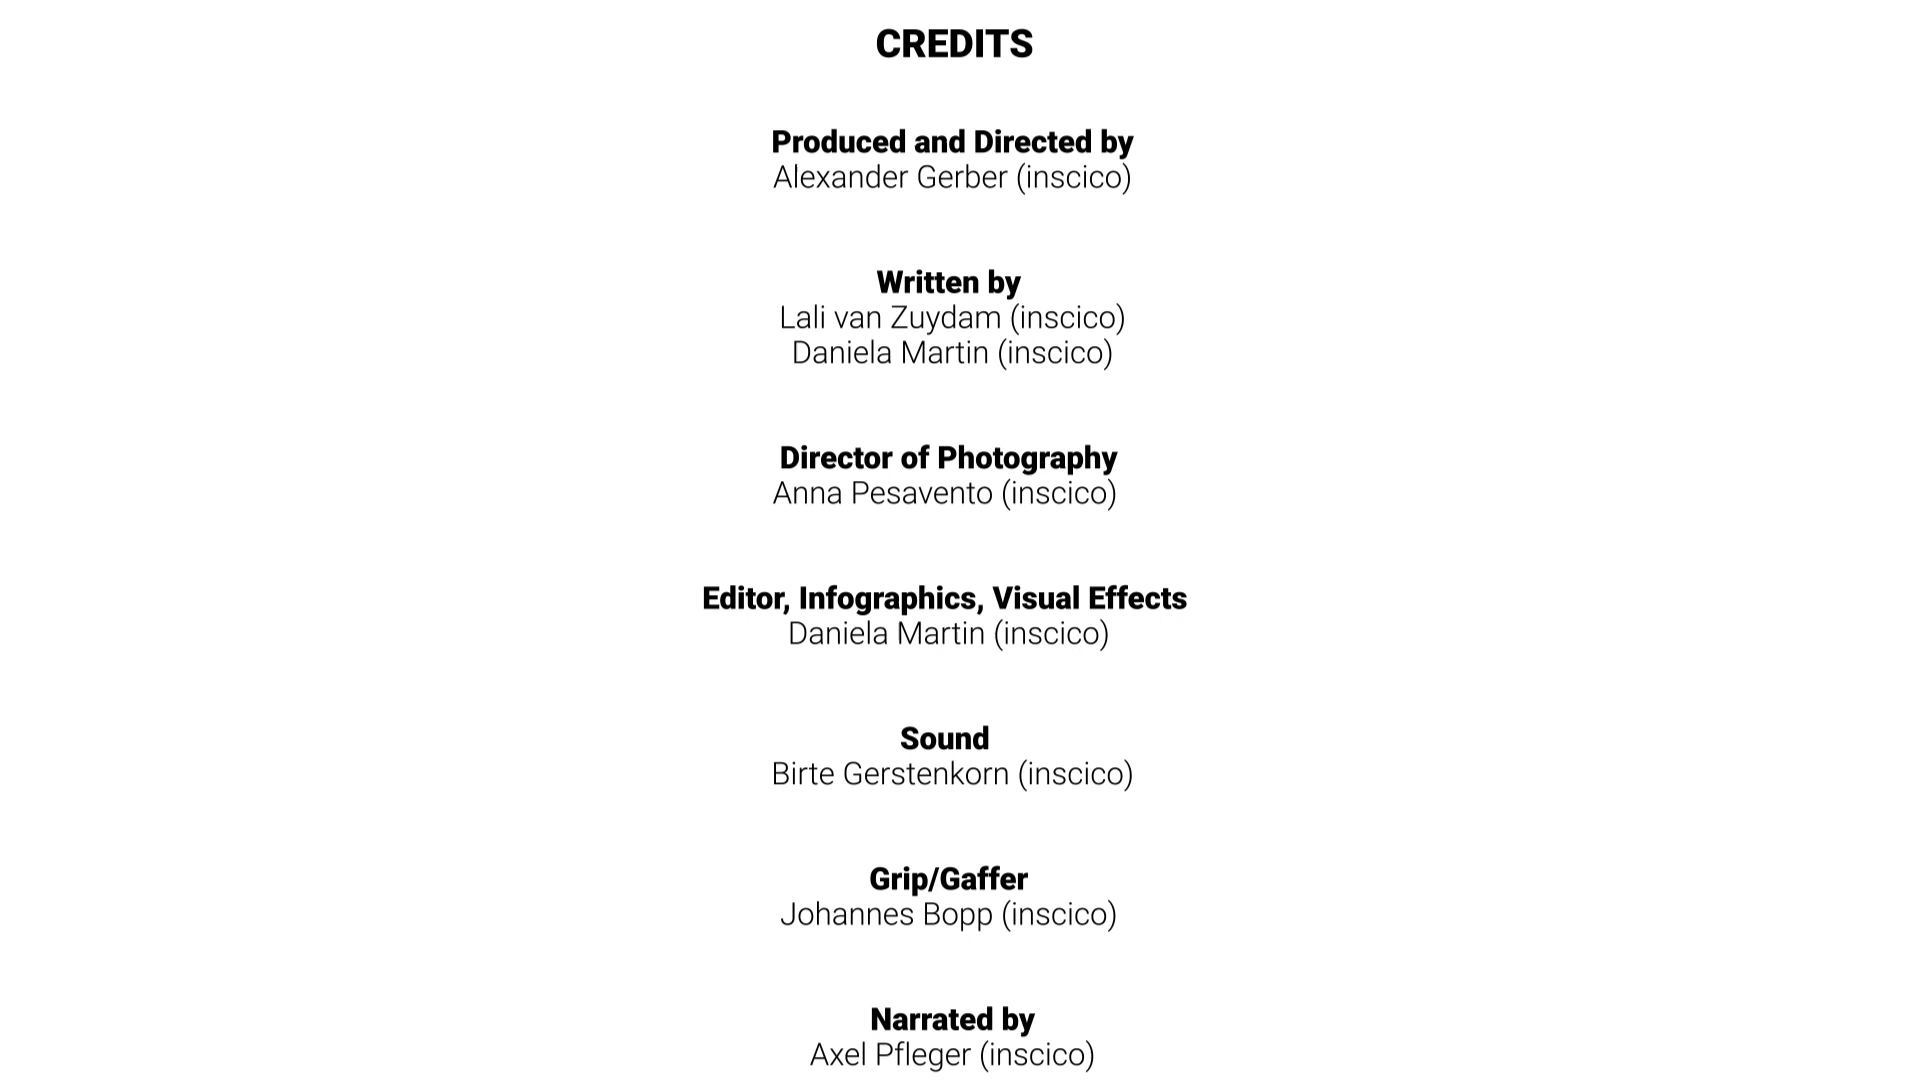 CREDITS
Produced and Directed by
Alexander Gerber (inscico)
Written by
Lali van Zuydam (inscico)
Daniela Martin (inscico)
Director of Photography
Anna Pesavento (inscico)
Editor, Infographics, Visual Effects
Daniela Martin (inscico)
Sound
Birte Gerstenkorn (inscico)
Grip/Gaffer
Johannes Bopp (inscico)
Narrated by
Axel Pfleger (inscico)